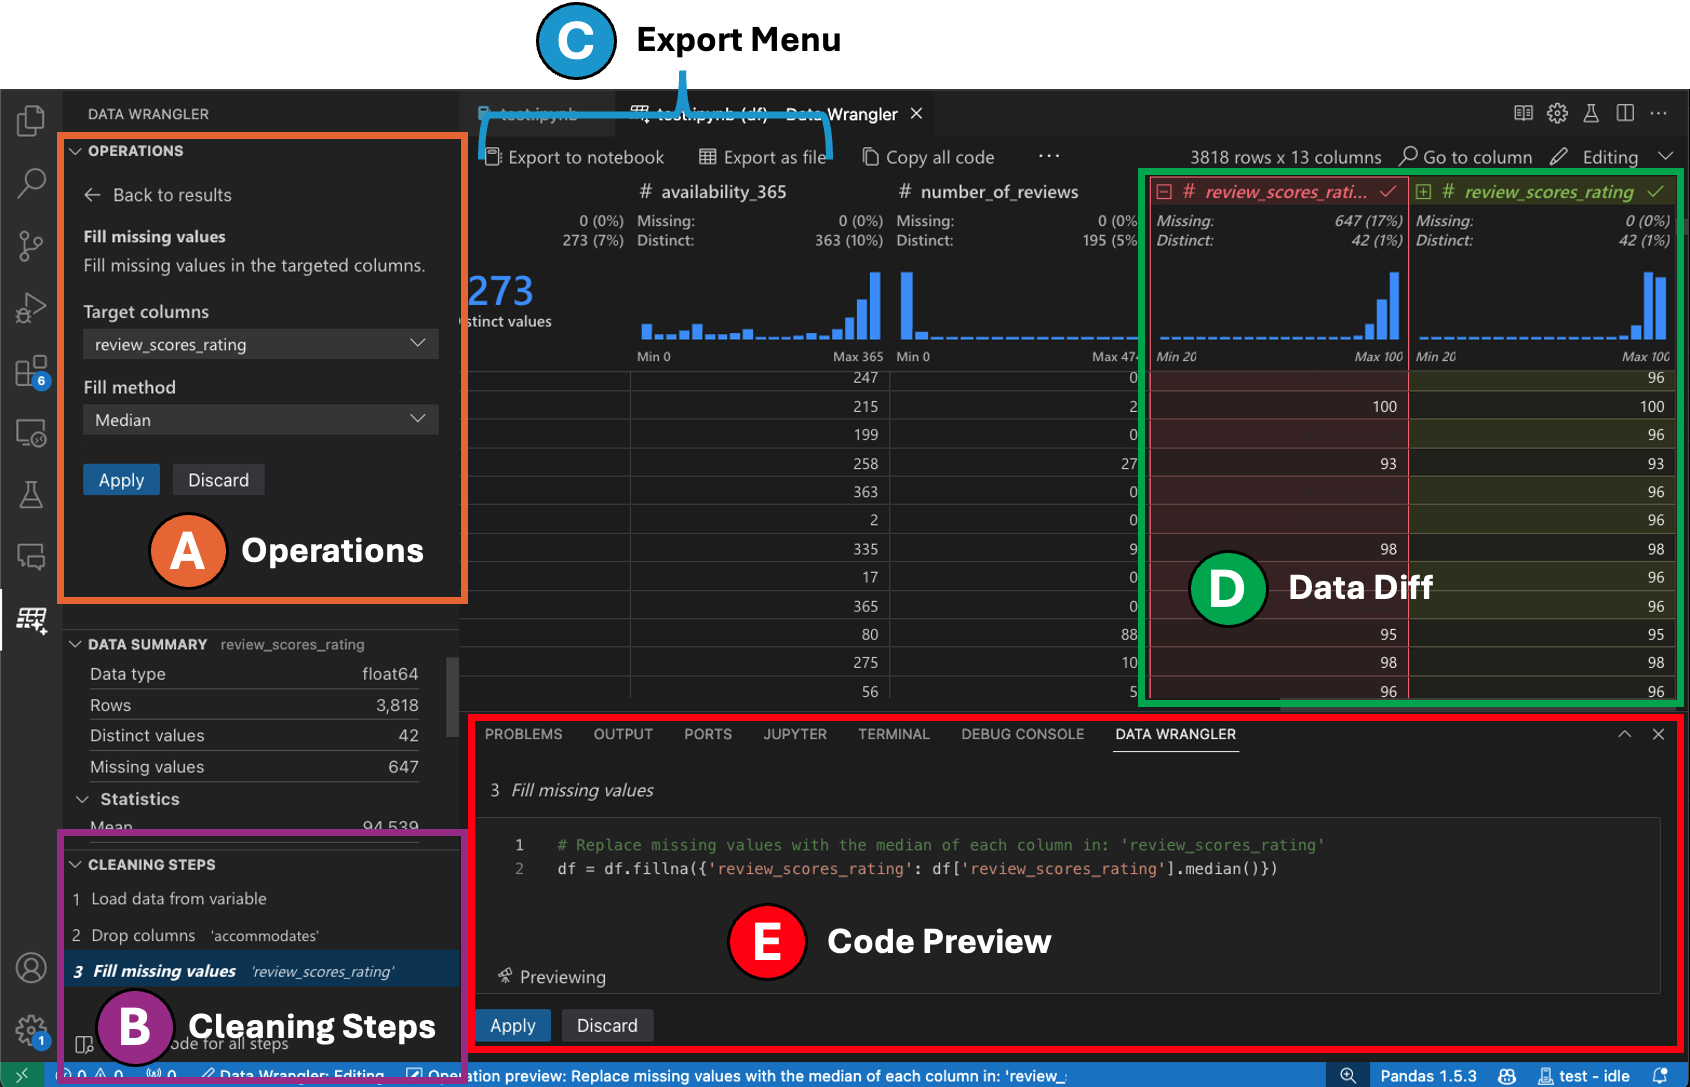 C Export Menu
DATA WRANGLER
test.ipynb
test.ipynb (df) - Data Wrangler
OPERATIONS
Back to results
Fill missing values
Fill missing values in the targeted columns.
Target columns
review_scores_rating
Fill method
Median
Apply Discard
A Operations
DATA SUMMARY review_scores_rating
Data type float64
Rows 3,818
Distinct values 42
Missing values 647
Statistics
Mean 94.539
CLEANING STEPS
1 Load data from variable
2 Drop columns 'accommodates'
3 Fill missing values 'review_scores_rating'
B Cleaning Steps
for all steps
6
1
Export to notebook Export as file Copy all code ... 3818 rows x 13 columns Go to column Editing
# availability_365 # number_of_reviews # review_scores_rati... # review_scores_rating
0 (0%) Missing: 0 (0%) Missing: 0 (0% Missing: 647 (17%) Missing: 0 (0%)
273 (7%) Distinct: 363 (10%) Distinct: 195 (5% Distinct: 42 (1%) Distinct: 42 (1%)
273
stinct values
Min 0 Max 365 Min 0 Max 474 Min 20 Max 100 Min 20 Max 100
247 0 96
215 2 100 100
199 0 96
258 27 93 93
363 0 96
2 0 96
335 9 98 98
17 0 96
365 0 96
80 88 95 95
275 10 98 98
56 5 96 96
D Data Diff
PROBLEMS OUTPUT PORTS JUPYTER TERMINAL DEBUG CONSOLE DATA WRANGLER
3 Fill missing values
1 # Replace missing values with the median of each column in: 'review_scores_rating'
2 df = df.fillna({'review_scores_rating': df['review_scores_rating'].median()})
E Code Preview
Previewing
Apply Discard
0 0 0 Data Wrangler: Editing Operation preview: Replace missing values with the median of each column in: 'review_ Pandas 1.5.3 test - idle